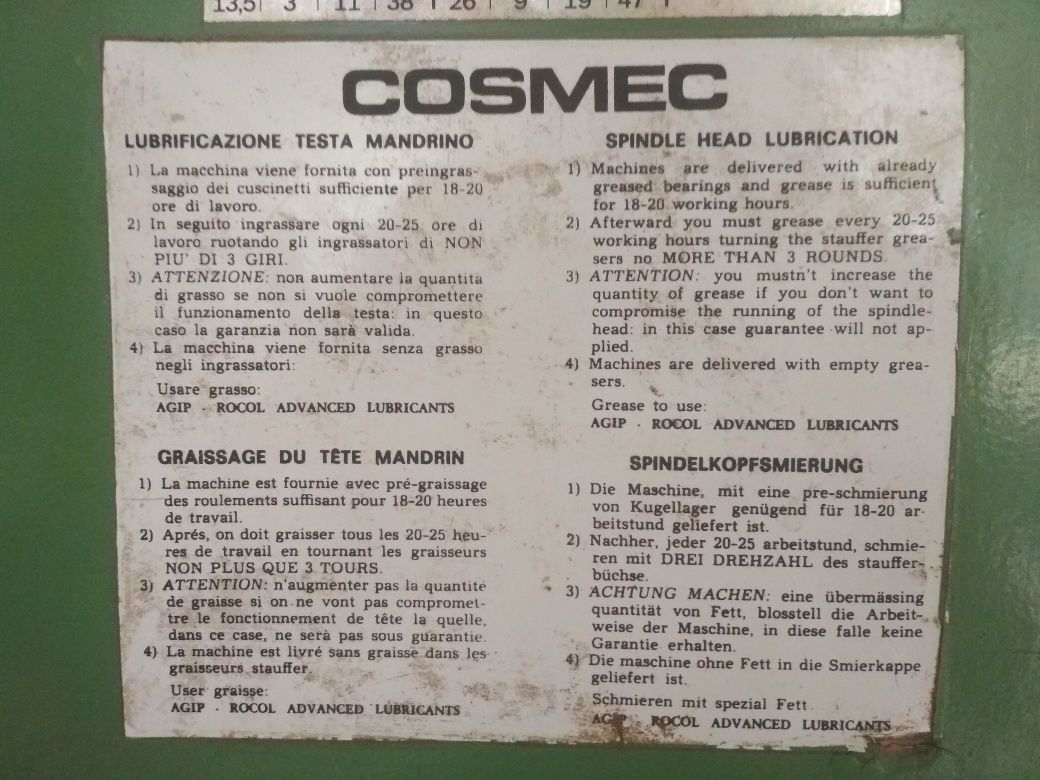 13,5 3 11 38 26 9 19 47
COSMEC
LUBRIFICAZIONE TESTA MANDRINO
1) La macchina viene fornita con preingras-
saggio dei cuscinetti sufficiente per 18-20
ore di lavoro.
2) In seguito ingrassare ogni 20-25 ore di
lavoro ruotando gli ingrassatori di NON
PIU' DI 3 GIRI.
3) ATTENZIONE: non aumentare la quantità
di grasso se non si vuole compromettere
il funzionamento della testa: in questo
caso la garanzia non sarà valida.
4) La macchina viene fornita senza grasso
negli ingrassatori:
Usare grasso:
AGIP - ROCOL ADVANCED LUBRICANTS
SPINDLE HEAD LUBRICATION
1) Machines are delivered with already
greased bearings and grease is sufficient
for 18-20 working hours.
2) Afterward you must grease every 20-25
working hours turning the stauffer grea-
sers no MORE THAN 3 ROUNDS.
3) ATTENTION: you mustn't increase the
quantity of grease if you don't want to
compromise the running of the spindle-
head: in this case guarantee will not ap-
plied.
4) Machines are delivered with empty grea-
sers.
Grease to use:
AGIP - ROCOL ADVANCED LUBRICANTS
GRAISSAGE DU TÊTE MANDRIN
1) La machine est fournie avec pré-graissage
des roulements suffisant pour 18-20 heures
de travail.
2) Aprés, on doit graisser tous les 20-25 heu-
res de travail en tournant les graisseurs
NON PLUS QUE 3 TOURS.
3) ATTENTION: n'augmenter pas la quantité
de graisse si on ne vont pas compromet-
tre le fonctionnement de tête la quelle,
dans ce case, ne serà pas sous guarantie.
4) La machine est livré sans graisse dans les
graisseurs stauffer.
User graisse:
AGIP - ROCOL ADVANCED LUBRICANTS
SPINDELKOPFSMIERUNG
1) Die Maschine, mit eine pre-schmierung
von Kugellager genügend für 18-20 ar-
beitstund geliefert ist.
2) Nachher, jeder 20-25 arbeitstund, schmie-
ren mit DREI DREHZAHL des stauffer-
büchse.
3) ACHTUNG MACHEN: eine übermässing
quantität von Fett, blosstell die Arbeit-
weise der Maschine, in diese falle keine
Garantie erhalten.
4) Die maschine ohne Fett in die Smierkappe
geliefert ist.
Schmieren mit spezial Fett
AGIP - ROCOL ADVANCED LUBRICANTS